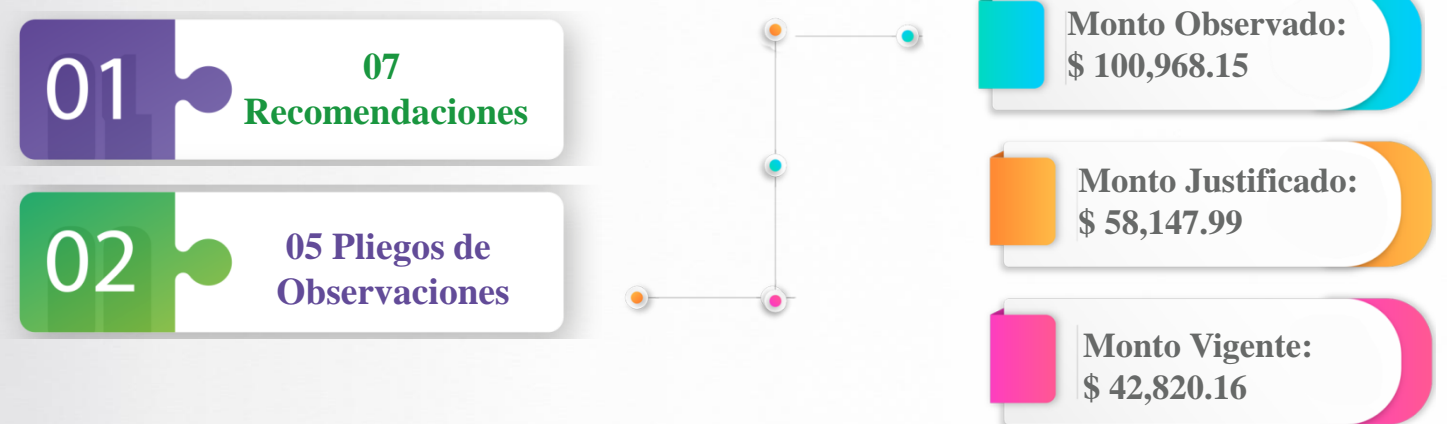 01
07
Recomendaciones
02
05 Pliegos de
Observaciones
Monto Observado:
$ 100,968.15
Monto Justificado:
$ 58,147.99
Monto Vigente:
$ 42,820.16